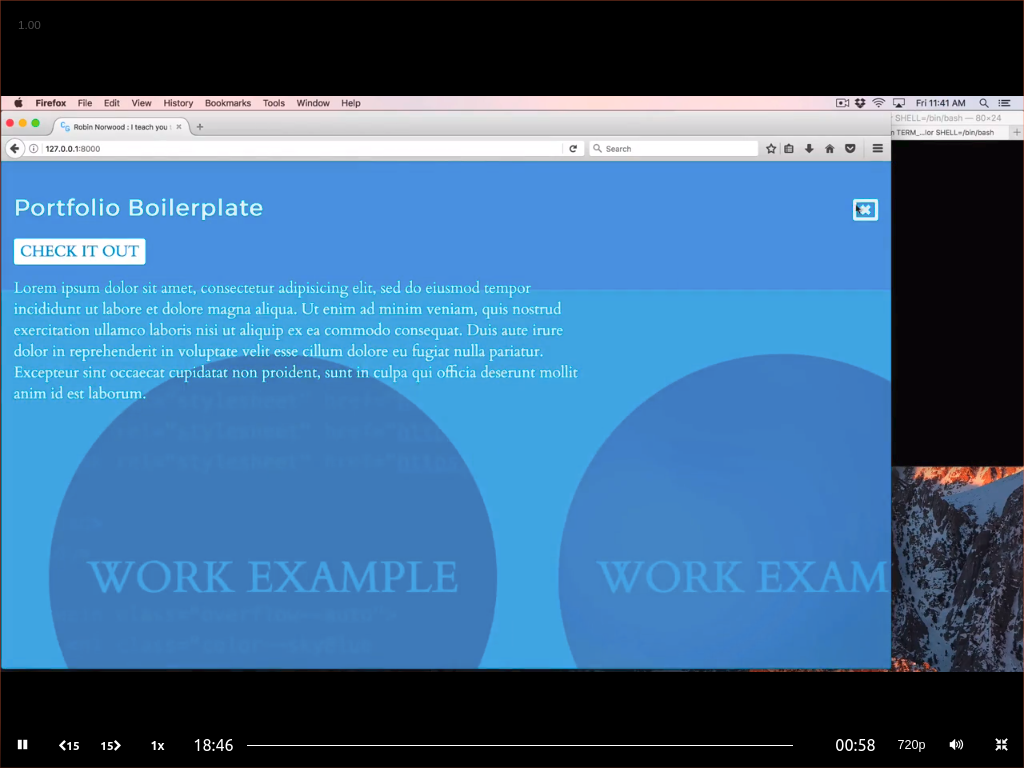 1.00
Firefox File Edit View History Bookmarks Tools Window Help Fri 11:41 AM
SHELL=/bin/bash — 80×24
Robin Norwood : I teach you
TERM_...lor SHELL=/bin/bash
127.0.0.1:8000 Search
Portfolio Boilerplate
CHECK IT OUT
Lorem ipsum dolor sit amet, consectetur adipisicing elit, sed do eiusmod tempor
incididunt ut labore et dolore magna aliqua. Ut enim ad minim veniam, quis nostrud
exercitation ullamco laboris nisi ut aliquip ex ea commodo consequat. Duis aute irure
dolor in reprehenderit in voluptate velit esse cillum dolore eu fugiat nulla pariatur.
Excepteur sint occaecat cupidatat non proident, sunt in culpa qui officia deserunt mollit
anim id est laborum.
WORK EXAMPLE WORK EXAM
15 15 1x 18:46 00:58 720p